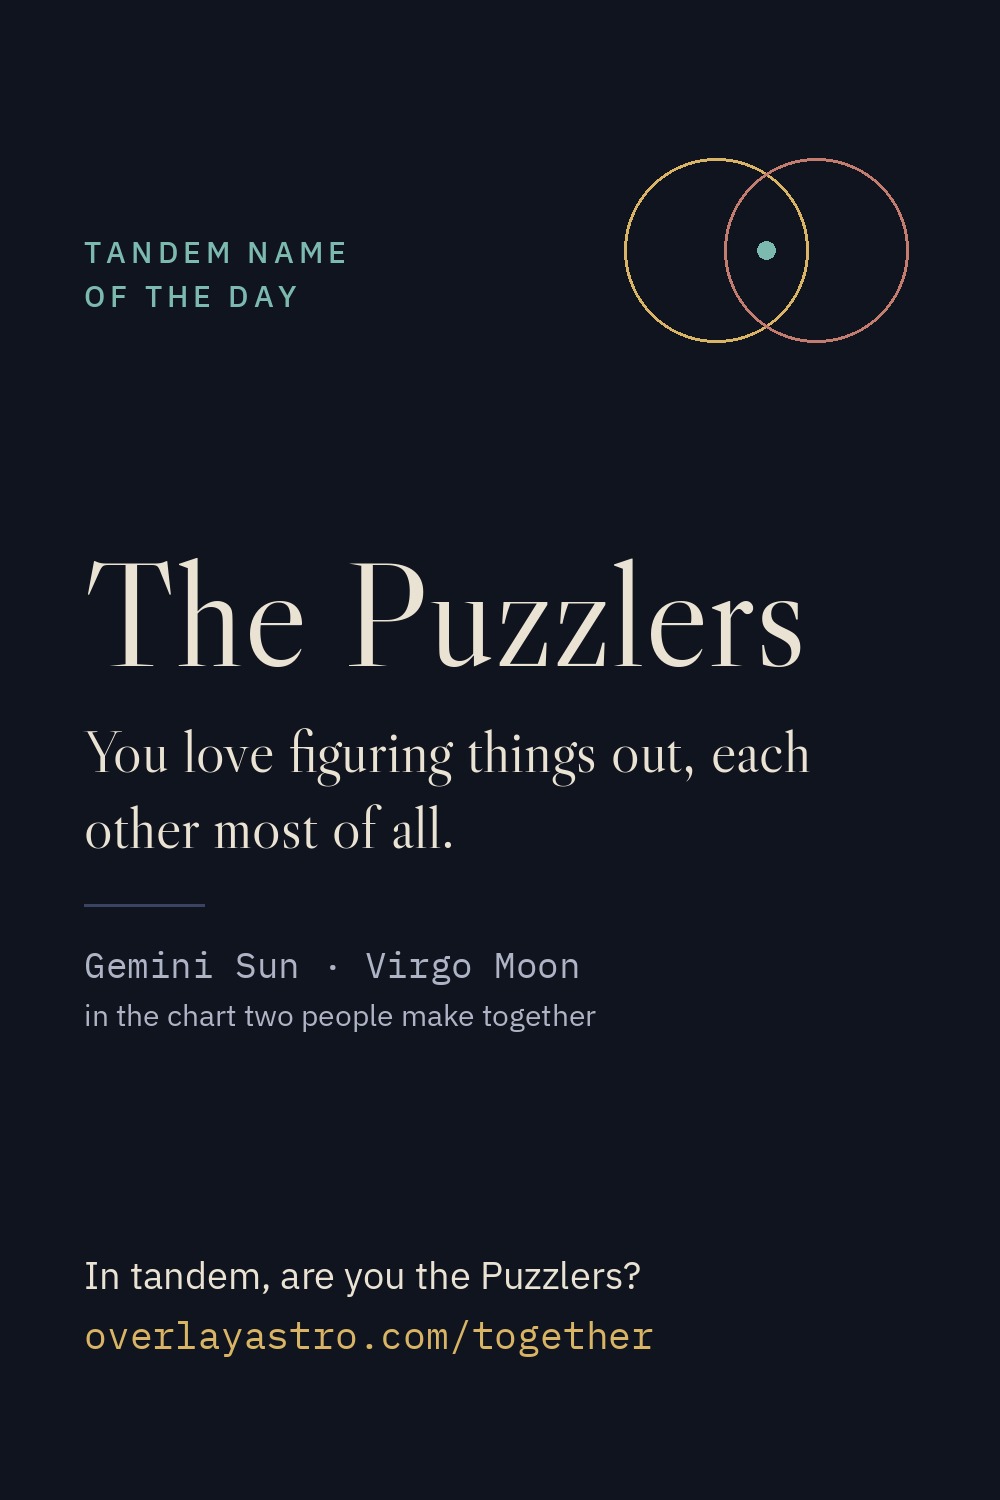 TANDEM NAME
OF THE DAY
The Puzzlers
You love figuring things out, each
other most of all.
Gemini Sun · Virgo Moon
in the chart two people make together
In tandem, are you the Puzzlers?
overlayastro.com/together